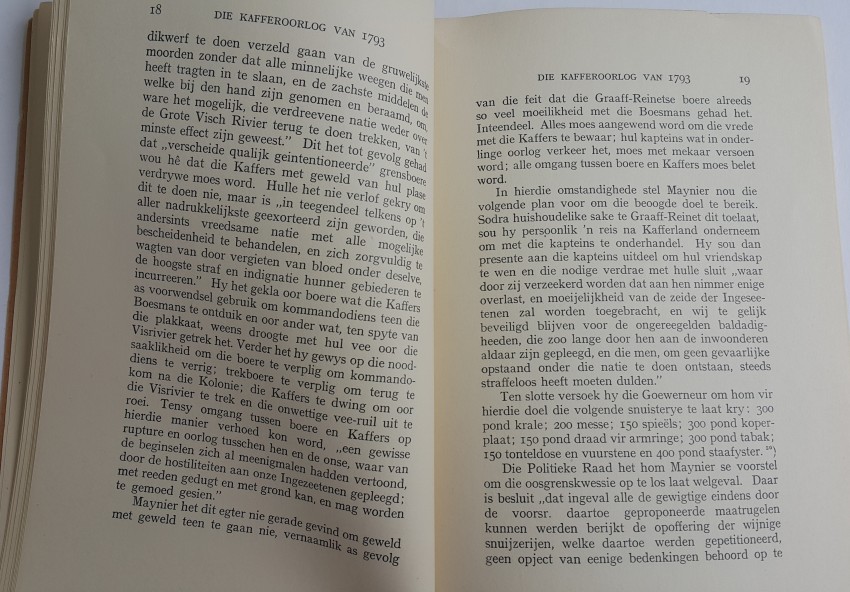 18 DIE KAFFEROORLOG VAN 1793
dikwerf te doen verzeld gaan van de gruwelijkste
moorden zonder dat alle minnelijke weegen die men
heeft tragten in te slaan, en de zachste middelen de
welke bij den hand zijn genomen en beraamd, om,
ware het mogelijk, die verdreevene natie weder over
de Grote Visch Rivier terug te doen trekken, van 't
minste effect zijn geweest.” Dit het tot gevolg gehad
dat „verscheide qualijk geintentioneerde” grensboere
wou hê dat die Kaffers met geweld van hul plase
verdrywe moes word. Hulle het nie verlof gekry om
dit te doen nie, maar is „in teegendeel telkens op 't
aller nadrukkelijkste geexorteerd zijn geworden, die
andersints vreedsame natie met alle mogelijke
bescheidenheid te behandelen, en zich zorgvuldig te
wagten van door vergieten van bloed onder deselve,
de hoogste straf en indignatie hunner gebiederen te
incurreeren.” Hy het gekla oor boere wat die Kaffers
as voorwendsel gebruik om kommandodiens teen die
Boesmans te ontduik en oor ander wat, ten spyte van
die plakkaat, weens droogte met hul vee oor die
Visrivier getrek het. Verder het hy gewys op die nood-
saaklikheid om die boere te verplig om kommando-
diens te verrig; trekboere te verplig om terug te
kom na die Kolonie; die Kaffers te dwing om oor
die Visrivier te trek en die onwettige vee-ruil uit te
roei. Tensy omgang tussen boere en Kaffers op
hierdie manier verhoed kon word, „een gewisse
rupture en oorlog tusschen hen en de onse, waar van
de beginselen zich al meenigmalen hadden vertoond,
door de hostiliteiten aan onze Ingezeetenen gepleegd;
met reeden gedugt en met grond kan, en mag worden
te gemoed gesien.”
Maynier het dit egter nie gerade gevind om geweld
met geweld teen te gaan nie, vernaamlik as gevolg
DIE KAFFEROORLOG VAN 1793 19
van die feit dat die Graaff-Reinetse boere alreeds
so veel moeilikheid met die Boesmans gehad het.
Inteendeel. Alles moes aangewend word om die vrede
met die Kaffers te bewaar; hul kapteins wat in onder-
linge oorlog verkeer het, moes met mekaar versoen
word; alle omgang tussen boere en Kaffers moes belet
word.
In hierdie omstandighede stel Maynier nou die
volgende plan voor om die beoogde doel te bereik.
Sodra huishoudelike sake te Graaff-Reinet dit toelaat,
sou hy persoonlik 'n reis na Kafferland onderneem
om met die kapteins te onderhandel. Hy sou dan
presente aan die kapteins uitdeel om hul vriendskap
te wen en die nodige verdrae met hulle sluit „waar
door zij verzeekerd worden dat aan hen nimmer enige
overlast, en moeijelijkheid van de zeide der Ingesee-
tenen zal worden toegebracht, en wij te gelijk
beveiligd blijven voor de ongereegelden baldadig-
heeden, die zoo lange door hen aan de inwoonderen
aldaar zijn gepleegd, en die men, om geen gevaarlijke
opstaand onder die natie te doen ontstaan, steeds
straffeloos heeft moeten dulden.”
Ten slotte versoek hy die Goewerneur om hom vir
hierdie doel die volgende snuisterye te laat kry: 300
pond krale; 200 messe; 150 spieëls; 300 pond koper-
plaat; 150 pond draad vir armringe; 300 pond tabak;
150 tonteldose en vuurstene en 400 pond staafyster.
Die Politieke Raad het hom Maynier se voorstel
om die oosgrenskwessie op te los laat welgeval. Daar
is besluit „dat ingeval alle de gewigtige eindens door
de voorsr. daartoe geproponeerde maatrugelen
kunnen werden berijkt de opoffering der wijnige
snuijzerijen, welke daartoe werden gepetitioneerd,
geen opject van eenige bedenkingen behoord op te